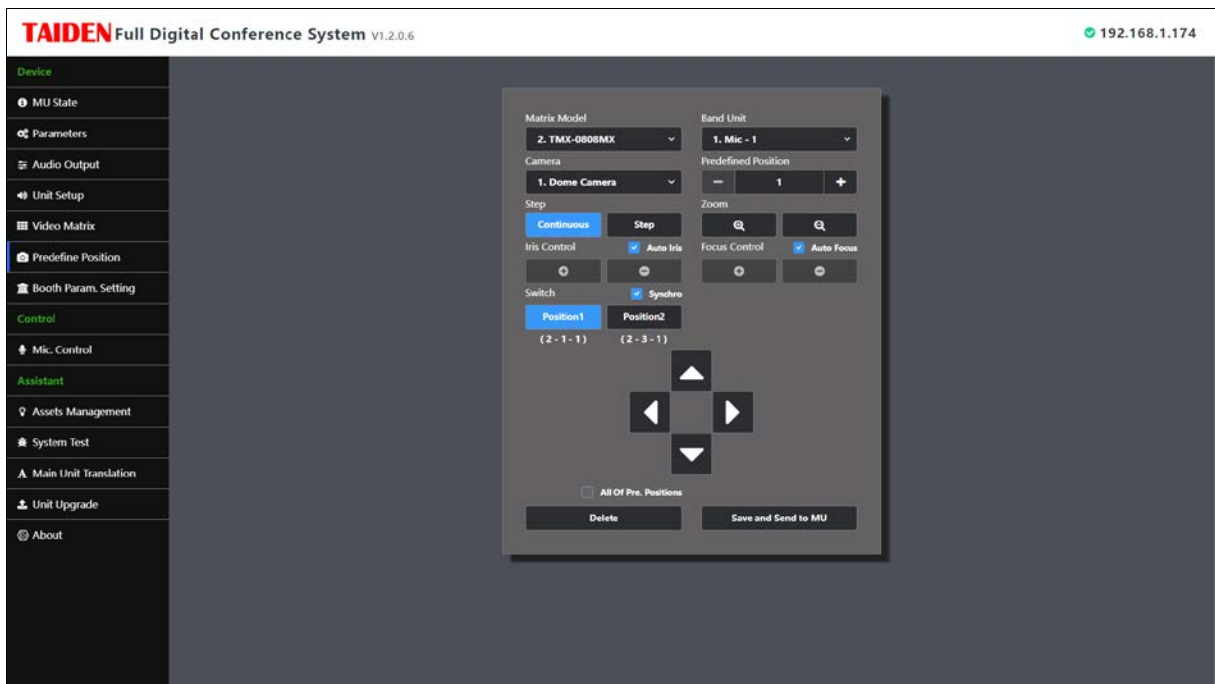 TAIDEN Full Digital Conference System V1.2.0.6
192.168.1.174
Device
MU State
Parameters
Audio Output
Unit Setup
Video Matrix
Predefine Position
Booth Param. Setting
Control
Mic. Control
Assistant
Assets Management
System Test
Main Unit Translation
Unit Upgrade
About
Matrix Model
Band Unit
2. TMX-0808MX
1. Mic - 1
Camera
Predefined Position
1. Dome Camera
1
Step
Zoom
Continuous
Step
Iris Control
Auto Iris
Focus Control
Auto Focus
Switch
Synchro
Position1
Position2
( 2 - 1 - 1 )
( 2 - 3 - 1 )
All Of Pre. Positions
Delete
Save and Send to MU